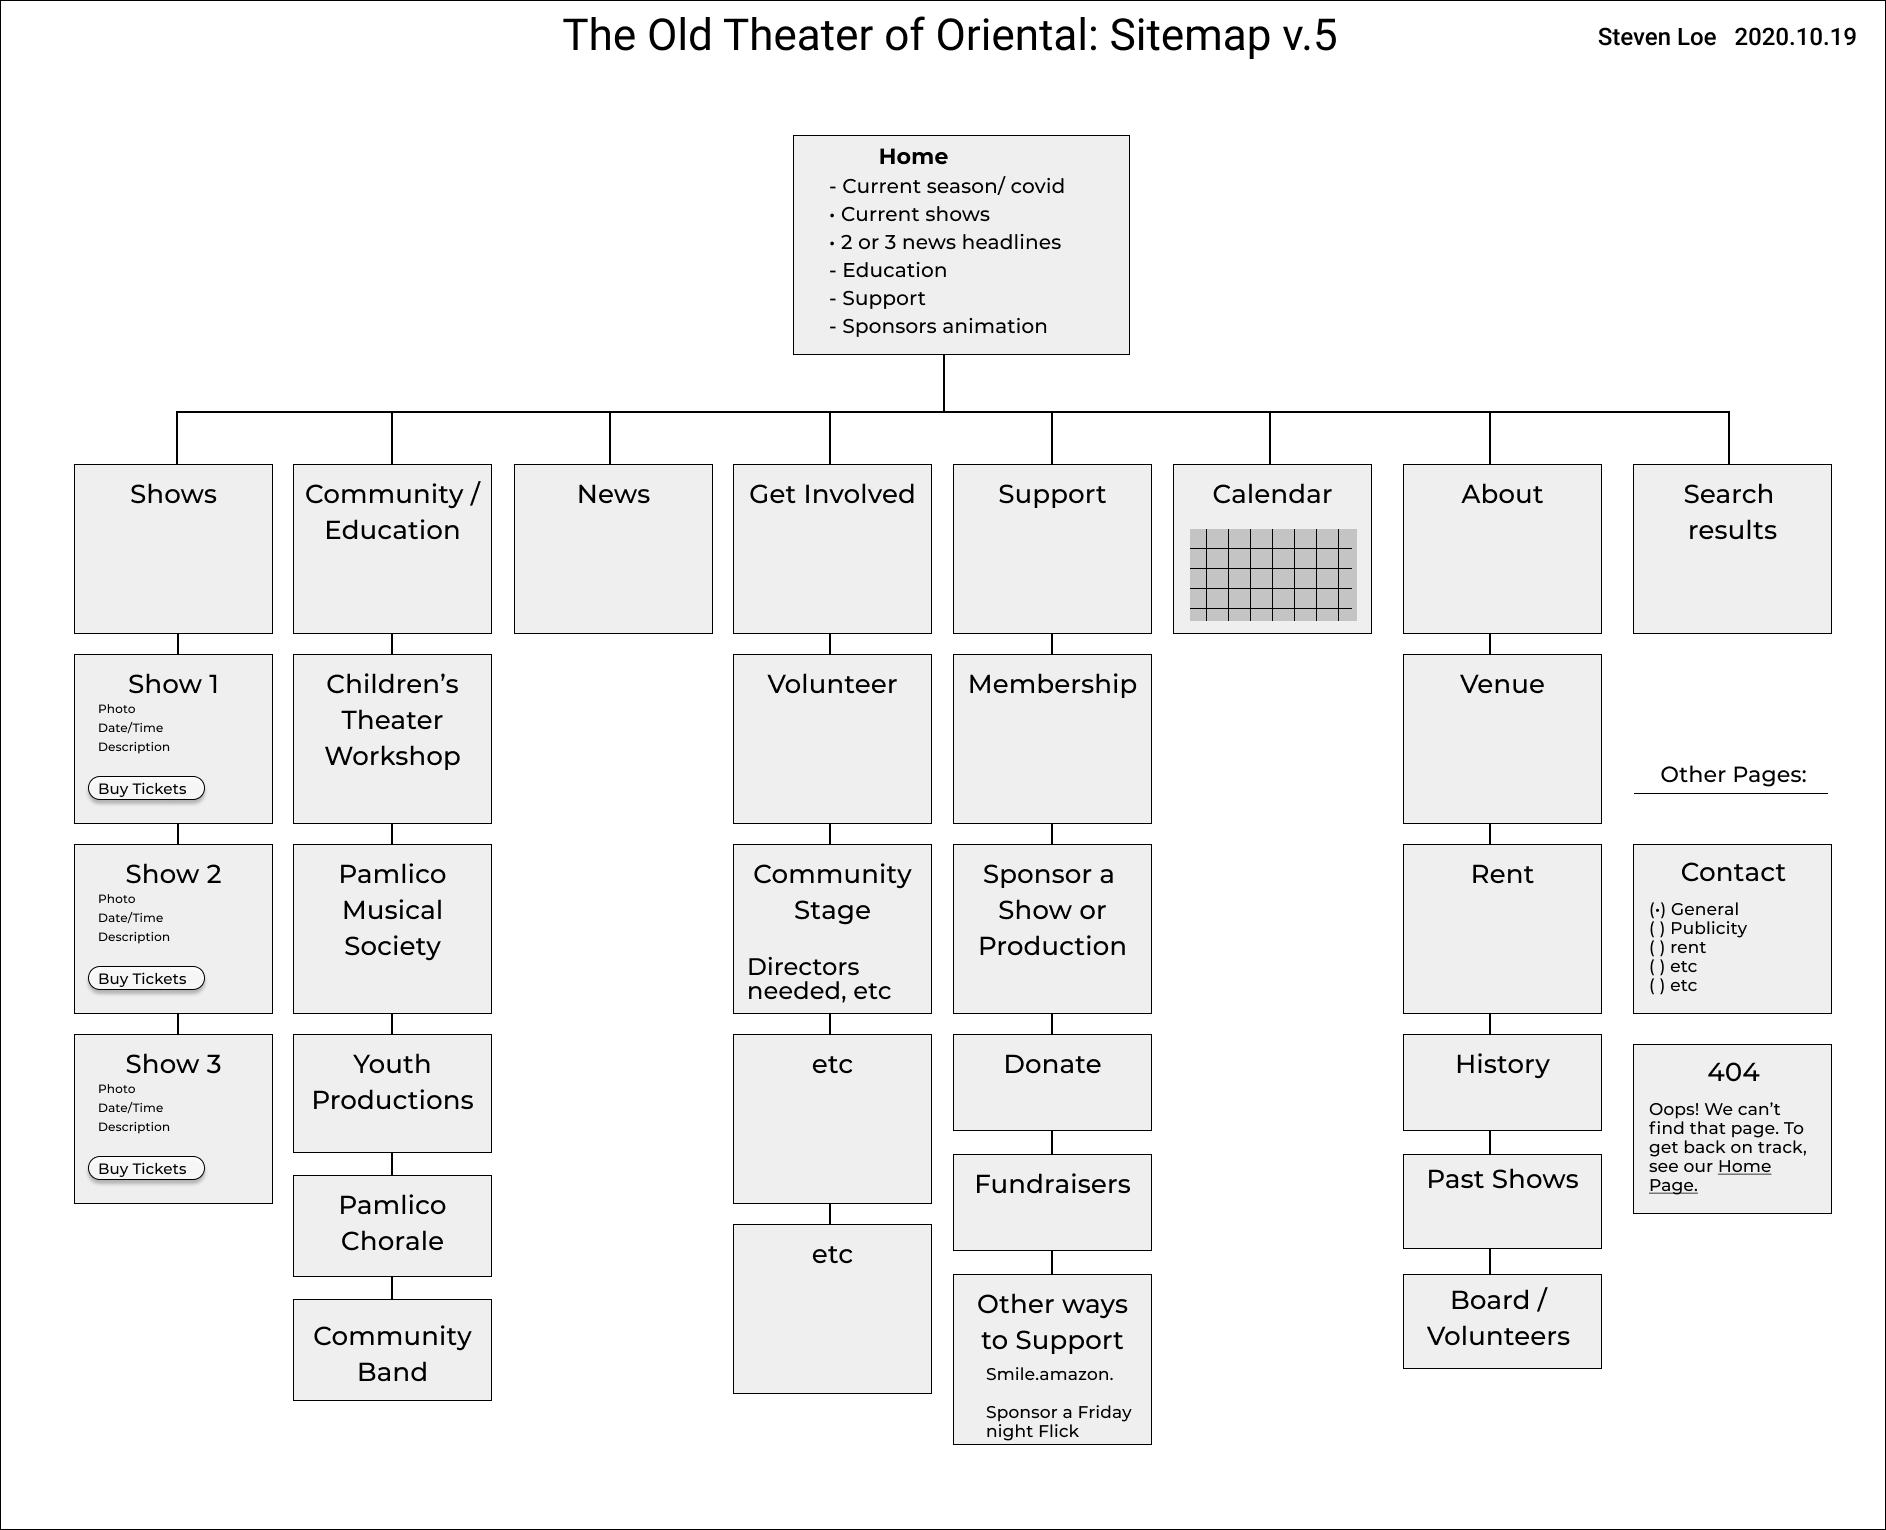 The Old Theater of Oriental: Sitemap v.5
Steven Loe   2020.10.19
Home
- Current season/ covid
• Current shows
• 2 or 3 news headlines
- Education
- Support
- Sponsors animation
Shows
Show 1
Photo
Date/Time
Description
Buy Tickets
Show 2
Photo
Date/Time
Description
Buy Tickets
Show 3
Photo
Date/Time
Description
Buy Tickets
Community /
Education
Children’s
Theater
Workshop
Pamlico
Musical
Society
Youth
Productions
Pamlico
Chorale
Community
Band
News
Get Involved
Volunteer
Community
Stage
Directors
needed, etc
etc
etc
Support
Membership
Sponsor a
Show or
Production
Donate
Fundraisers
Other ways
to Support
Smile.amazon.
Sponsor a Friday
night Flick
Calendar
About
Venue
Rent
History
Past Shows
Board /
Volunteers
Search
results
Other Pages:
Contact
(•) General
( ) Publicity
( ) rent
( ) etc
( ) etc
404
Oops! We can’t
find that page. To
get back on track,
see our Home
Page.